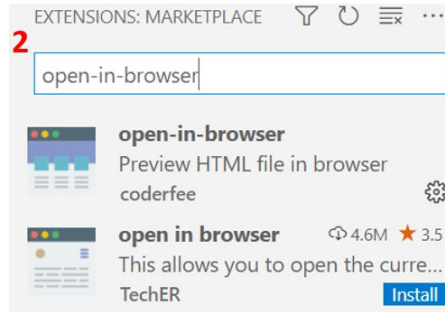 EXTENSIONS: MARKETPLACE
2
open-in-browser
open-in-browser
Preview HTML file in browser
coderfee
open in browser 4.6M ★ 3.5
This allows you to open the curre...
TechER Install